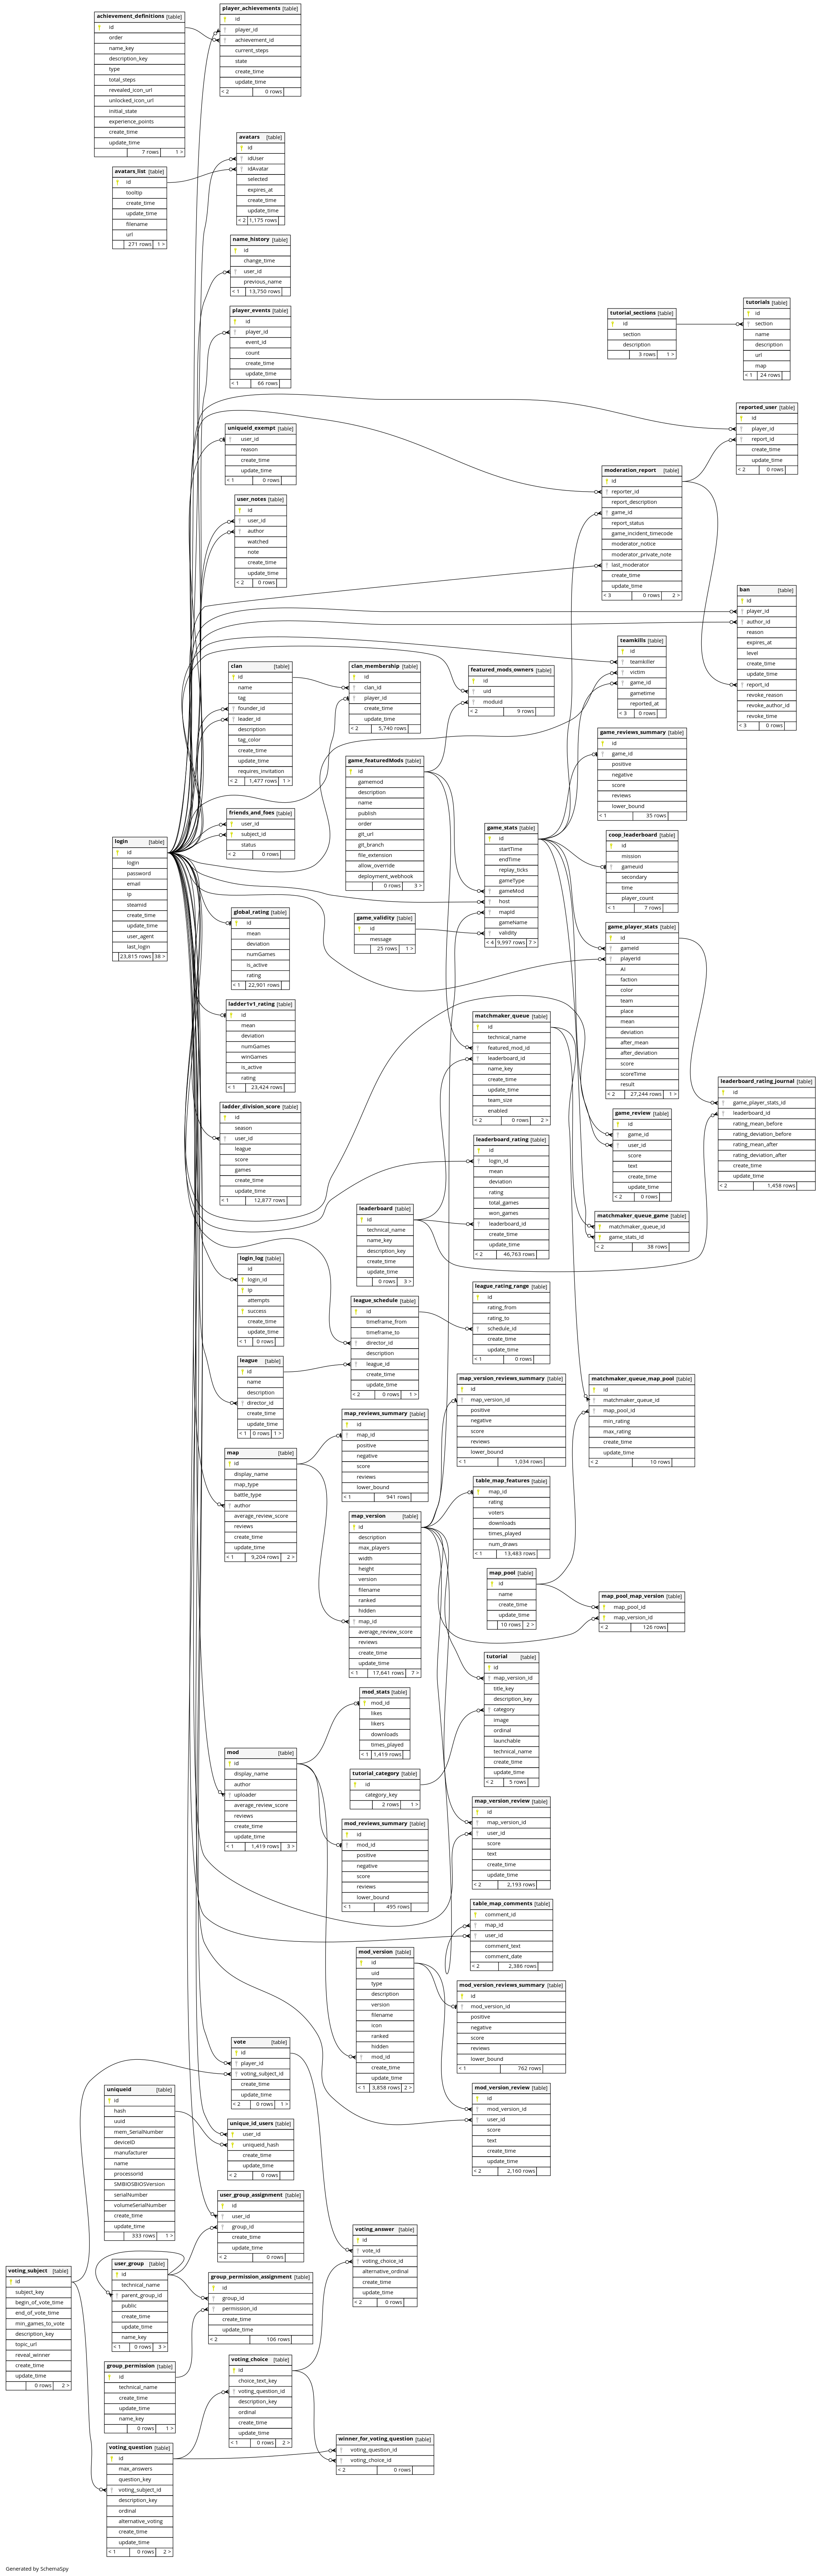 achievement_definitions [table]
id
order
name_key
description_key
type
total_steps
revealed_icon_url
unlocked_icon_url
initial_state
experience_points
create_time
update_time
7 rows 1 >
player_achievements [table]
id
player_id
achievement_id
current_steps
state
create_time
update_time
< 2 0 rows
avatars [table]
id
idUser
idAvatar
selected
expires_at
create_time
update_time
< 2 1,175 rows
avatars_list [table]
id
tooltip
create_time
update_time
filename
url
271 rows 1 >
name_history [table]
id
change_time
user_id
previous_name
< 1 13,750 rows
player_events [table]
id
player_id
event_id
count
create_time
update_time
< 1 66 rows
tutorial_sections [table]
id
section
description
3 rows 1 >
tutorials [table]
id
section
name
description
url
map
< 1 24 rows
uniqueid_exempt [table]
user_id
reason
create_time
update_time
< 1 0 rows
reported_user [table]
id
player_id
report_id
create_time
update_time
< 2 0 rows
user_notes [table]
id
user_id
author
watched
note
create_time
update_time
< 2 0 rows
moderation_report [table]
id
reporter_id
report_description
game_id
report_status
game_incident_timecode
moderator_notice
moderator_private_note
last_moderator
create_time
update_time
< 3 0 rows 2 >
ban [table]
id
player_id
author_id
reason
expires_at
level
create_time
update_time
report_id
revoke_reason
revoke_author_id
revoke_time
< 3 0 rows
teamkills [table]
id
teamkiller
victim
game_id
gametime
reported_at
< 3 0 rows
clan [table]
id
name
tag
founder_id
leader_id
description
tag_color
create_time
update_time
requires_invitation
< 2 1,477 rows 1 >
clan_membership [table]
id
clan_id
player_id
create_time
update_time
< 2 5,740 rows
featured_mods_owners [table]
id
uid
moduid
< 2 9 rows
game_reviews_summary [table]
id
game_id
positive
negative
score
reviews
lower_bound
< 1 35 rows
game_featuredMods [table]
id
gamemod
description
name
publish
order
git_url
git_branch
file_extension
allow_override
deployment_webhook
0 rows 3 >
friends_and_foes [table]
user_id
subject_id
status
< 2 0 rows
login [table]
id
login
password
email
ip
steamid
create_time
update_time
user_agent
last_login
23,815 rows 38 >
game_stats [table]
id
startTime
endTime
replay_ticks
gameType
gameMod
host
mapId
gameName
validity
< 4 9,997 rows 7 >
coop_leaderboard [table]
id
mission
gameuid
secondary
time
player_count
< 1 7 rows
global_rating [table]
id
mean
deviation
numGames
is_active
rating
< 1 22,901 rows
game_validity [table]
id
message
25 rows 1 >
game_player_stats [table]
id
gameId
playerId
AI
faction
color
team
place
mean
deviation
after_mean
after_deviation
score
scoreTime
result
< 2 27,244 rows 1 >
ladder1v1_rating [table]
id
mean
deviation
numGames
winGames
is_active
rating
< 1 23,424 rows
matchmaker_queue [table]
id
technical_name
featured_mod_id
leaderboard_id
name_key
create_time
update_time
team_size
enabled
< 2 0 rows 2 >
leaderboard_rating_journal [table]
id
game_player_stats_id
leaderboard_id
rating_mean_before
rating_deviation_before
rating_mean_after
rating_deviation_after
create_time
update_time
< 2 1,458 rows
ladder_division_score [table]
id
season
user_id
league
score
games
create_time
update_time
< 1 12,877 rows
game_review [table]
id
game_id
user_id
score
text
create_time
update_time
< 2 0 rows
leaderboard_rating [table]
id
login_id
mean
deviation
rating
total_games
won_games
leaderboard_id
create_time
update_time
< 2 46,763 rows
leaderboard [table]
id
technical_name
name_key
description_key
create_time
update_time
0 rows 3 >
matchmaker_queue_game [table]
matchmaker_queue_id
game_stats_id
< 2 38 rows
login_log [table]
id
login_id
ip
attempts
success
create_time
update_time
< 1 0 rows
league_schedule [table]
id
timeframe_from
timeframe_to
director_id
description
league_id
create_time
update_time
< 2 0 rows 1 >
league_rating_range [table]
id
rating_from
rating_to
schedule_id
create_time
update_time
< 1 0 rows
league [table]
id
name
description
director_id
create_time
update_time
< 1 0 rows 1 >
map_version_reviews_summary [table]
id
map_version_id
positive
negative
score
reviews
lower_bound
< 1 1,034 rows
matchmaker_queue_map_pool [table]
id
matchmaker_queue_id
map_pool_id
min_rating
max_rating
create_time
update_time
< 2 10 rows
map_reviews_summary [table]
id
map_id
positive
negative
score
reviews
lower_bound
< 1 941 rows
map [table]
id
display_name
map_type
battle_type
author
average_review_score
reviews
create_time
update_time
< 1 9,204 rows 2 >
table_map_features [table]
map_id
rating
voters
downloads
times_played
num_draws
< 1 13,483 rows
map_version [table]
id
description
max_players
width
height
version
filename
ranked
hidden
map_id
average_review_score
reviews
create_time
update_time
< 1 17,641 rows 7 >
map_pool [table]
id
name
create_time
update_time
10 rows 2 >
map_pool_map_version [table]
map_pool_id
map_version_id
< 2 126 rows
tutorial [table]
id
map_version_id
title_key
description_key
category
image
ordinal
launchable
technical_name
create_time
update_time
< 2 5 rows
mod_stats [table]
mod_id
likes
likers
downloads
times_played
< 1 1,419 rows
mod [table]
id
display_name
author
uploader
average_review_score
reviews
create_time
update_time
< 1 1,419 rows 3 >
tutorial_category [table]
id
category_key
2 rows 1 >
map_version_review [table]
id
map_version_id
user_id
score
text
create_time
update_time
< 2 2,193 rows
mod_reviews_summary [table]
id
mod_id
positive
negative
score
reviews
lower_bound
< 1 495 rows
table_map_comments [table]
comment_id
map_id
user_id
comment_text
comment_date
< 2 2,386 rows
mod_version [table]
id
uid
type
description
version
filename
icon
ranked
hidden
mod_id
create_time
update_time
< 1 3,858 rows 2 >
mod_version_reviews_summary [table]
id
mod_version_id
positive
negative
score
reviews
lower_bound
< 1 762 rows
vote [table]
id
player_id
voting_subject_id
create_time
update_time
< 2 0 rows 1 >
mod_version_review [table]
id
mod_version_id
user_id
score
text
create_time
update_time
< 2 2,160 rows
uniqueid [table]
id
hash
uuid
mem_SerialNumber
deviceID
manufacturer
name
processorId
SMBIOSBIOSVersion
serialNumber
volumeSerialNumber
create_time
update_time
333 rows 1 >
unique_id_users [table]
user_id
uniqueid_hash
create_time
update_time
< 2 0 rows
user_group_assignment [table]
id
user_id
group_id
create_time
update_time
< 2 0 rows
voting_answer [table]
id
vote_id
voting_choice_id
alternative_ordinal
create_time
update_time
< 2 0 rows
user_group [table]
id
technical_name
parent_group_id
public
create_time
update_time
name_key
< 1 0 rows 3 >
voting_subject [table]
id
subject_key
begin_of_vote_time
end_of_vote_time
min_games_to_vote
description_key
topic_url
reveal_winner
create_time
update_time
0 rows 2 >
group_permission_assignment [table]
id
group_id
permission_id
create_time
update_time
< 2 106 rows
group_permission [table]
id
technical_name
create_time
update_time
name_key
0 rows 1 >
voting_choice [table]
id
choice_text_key
voting_question_id
description_key
ordinal
create_time
update_time
< 1 0 rows 2 >
winner_for_voting_question [table]
voting_question_id
voting_choice_id
< 2 0 rows
voting_question [table]
id
max_answers
question_key
voting_subject_id
description_key
ordinal
alternative_voting
create_time
update_time
< 1 0 rows 2 >
Generated by SchemaSpy